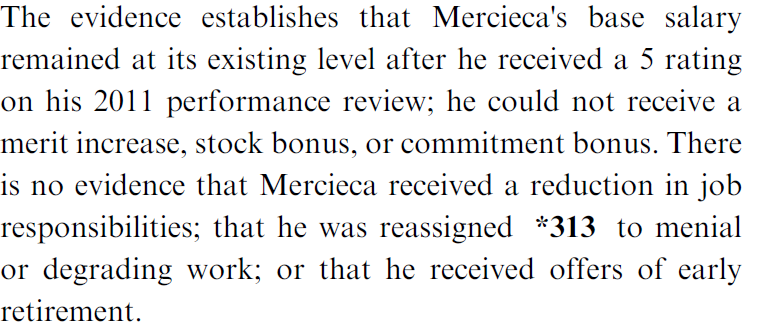 The evidence establishes that Mercieca's base salary
remained at its existing level after he received a 5 rating
on his 2011 performance review; he could not receive a
merit increase, stock bonus, or commitment bonus. There
is no evidence that Mercieca received a reduction in job
responsibilities; that he was reassigned *313 to menial
or degrading work; or that he received offers of early
retirement.